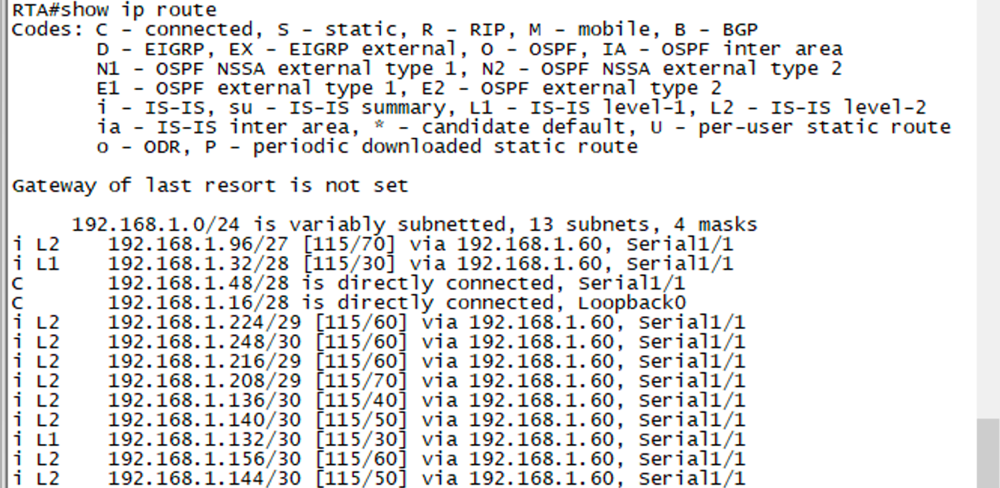 RTA#show ip route
Codes: C - connected, S - static, R - RIP, M - mobile, B - BGP
D - EIGRP, EX - EIGRP external, O - OSPF, IA - OSPF inter area
N1 - OSPF NSSA external type 1, N2 - OSPF NSSA external type 2
E1 - OSPF external type 1, E2 - OSPF external type 2
i - IS-IS, su - IS-IS summary, L1 - IS-IS level-1, L2 - IS-IS level-2
ia - IS-IS inter area, * - candidate default, U - per-user static route
o - ODR, P - periodic downloaded static route
Gateway of last resort is not set
192.168.1.0/24 is variably subnetted, 13 subnets, 4 masks
i L2 192.168.1.96/27 [115/70] via 192.168.1.60, Serial1/1
i L1 192.168.1.32/28 [115/30] via 192.168.1.60, Serial1/1
C 192.168.1.48/28 is directly connected, Serial1/1
C 192.168.1.16/28 is directly connected, Loopback0
i L2 192.168.1.224/29 [115/60] via 192.168.1.60, Serial1/1
i L2 192.168.1.248/30 [115/60] via 192.168.1.60, Serial1/1
i L2 192.168.1.216/29 [115/60] via 192.168.1.60, Serial1/1
i L2 192.168.1.208/29 [115/70] via 192.168.1.60, Serial1/1
i L2 192.168.1.136/30 [115/40] via 192.168.1.60, Serial1/1
i L2 192.168.1.140/30 [115/50] via 192.168.1.60, Serial1/1
i L1 192.168.1.132/30 [115/30] via 192.168.1.60, Serial1/1
i L2 192.168.1.156/30 [115/60] via 192.168.1.60, Serial1/1
i L2 192.168.1.144/30 [115/50] via 192.168.1.60, Serial1/1